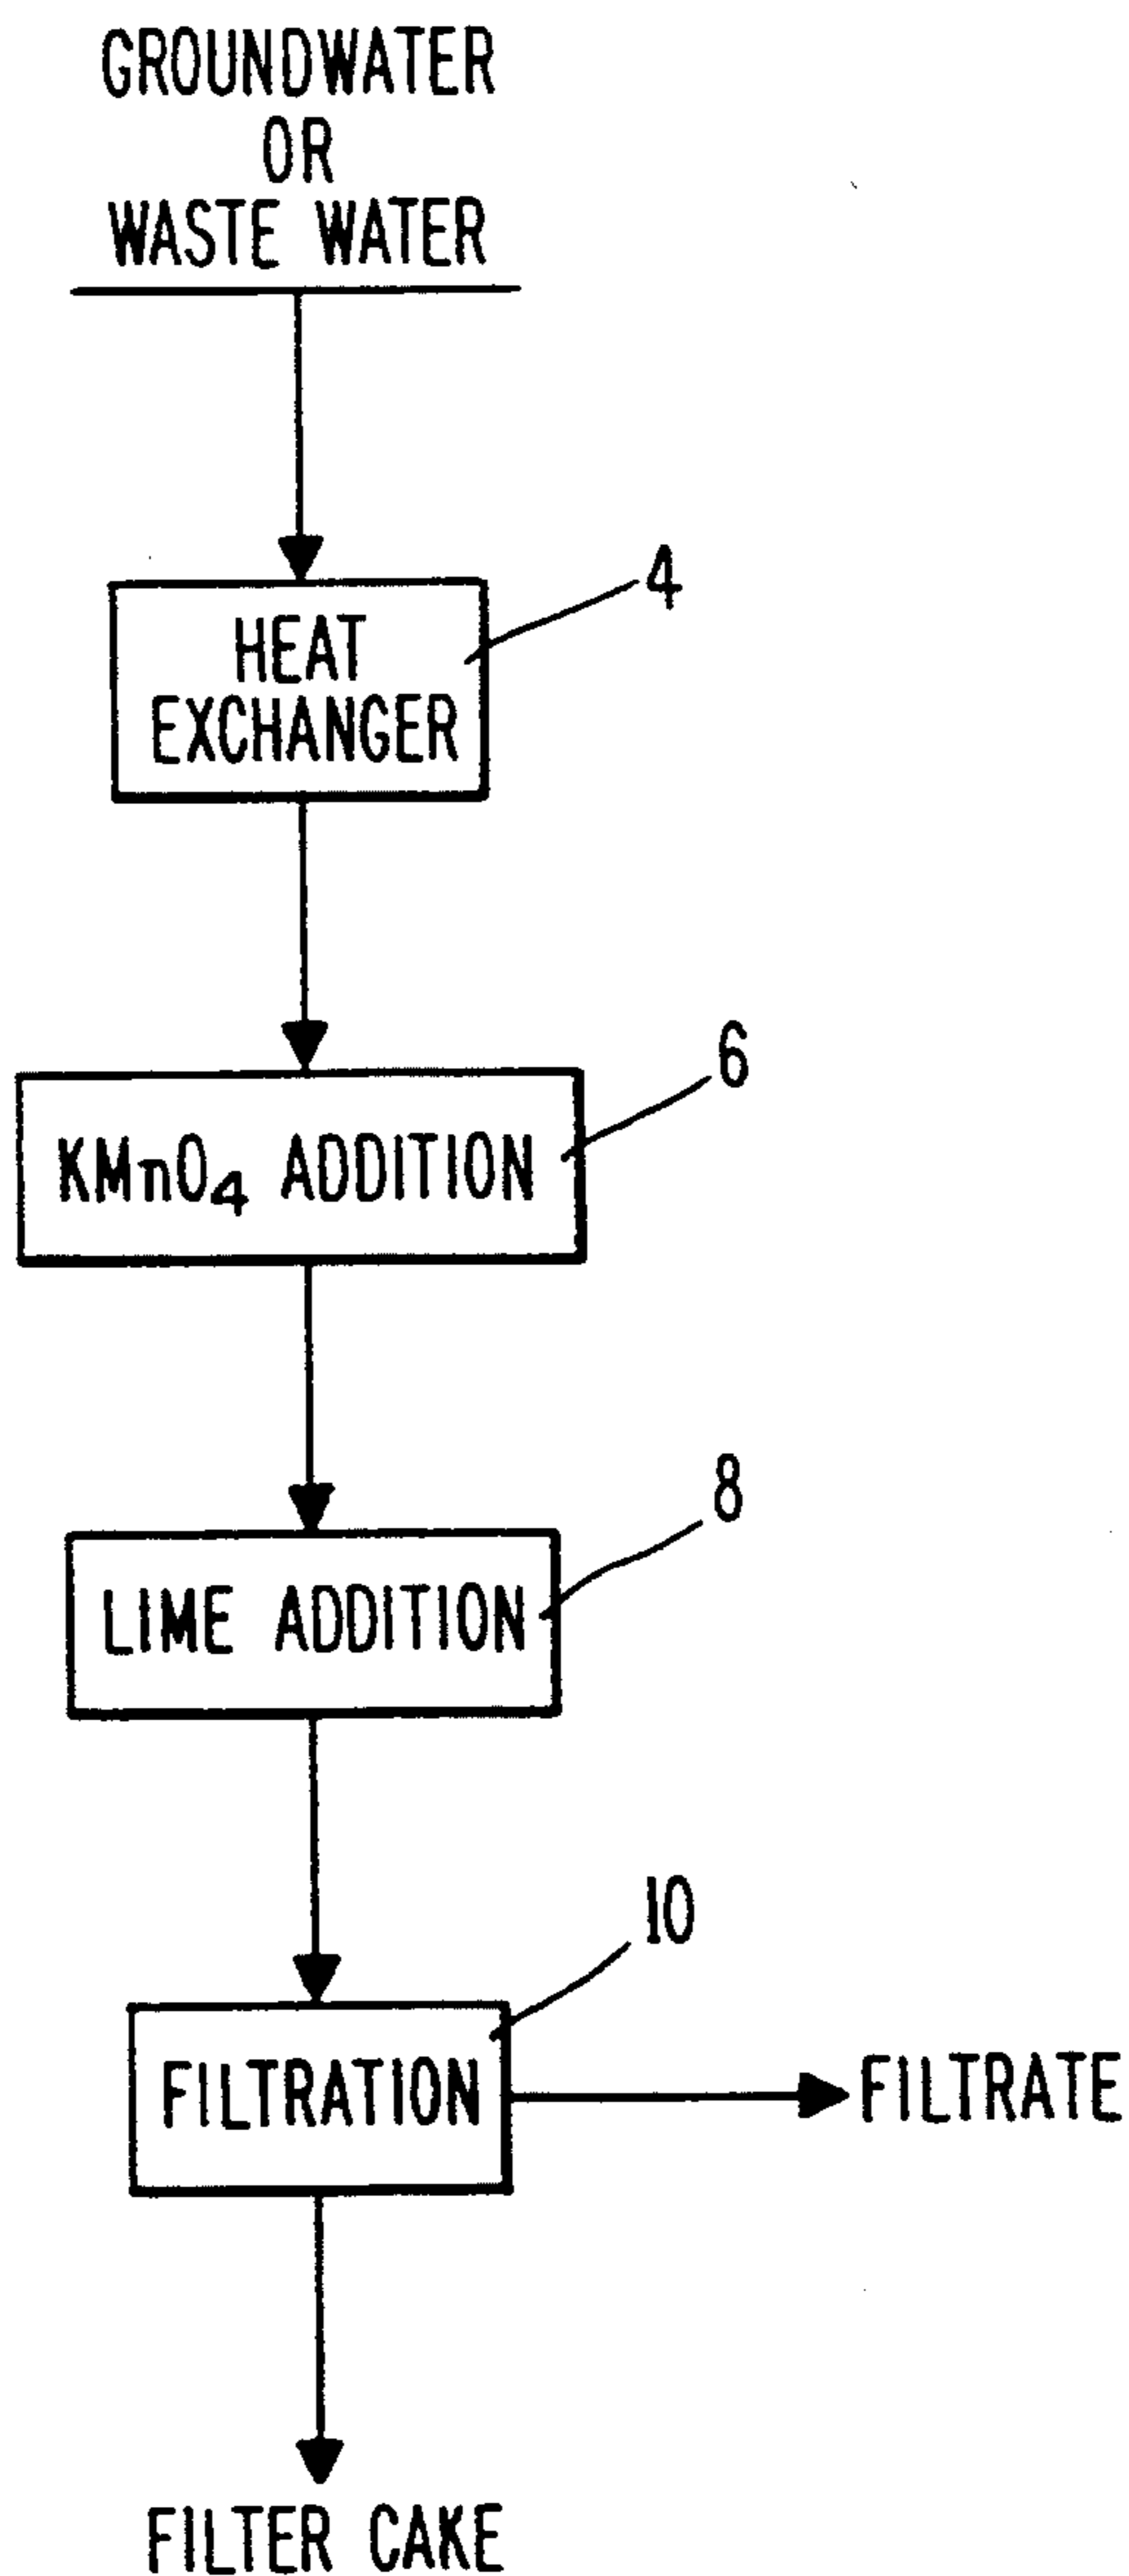 GROUNDWATER
OR
WASTE WATER
4
HEAT
EXCHANGER
6
KMnO4 ADDITION
8
LIME ADDITION
10
FILTRATION
FILTRATE
FILTER CAKE